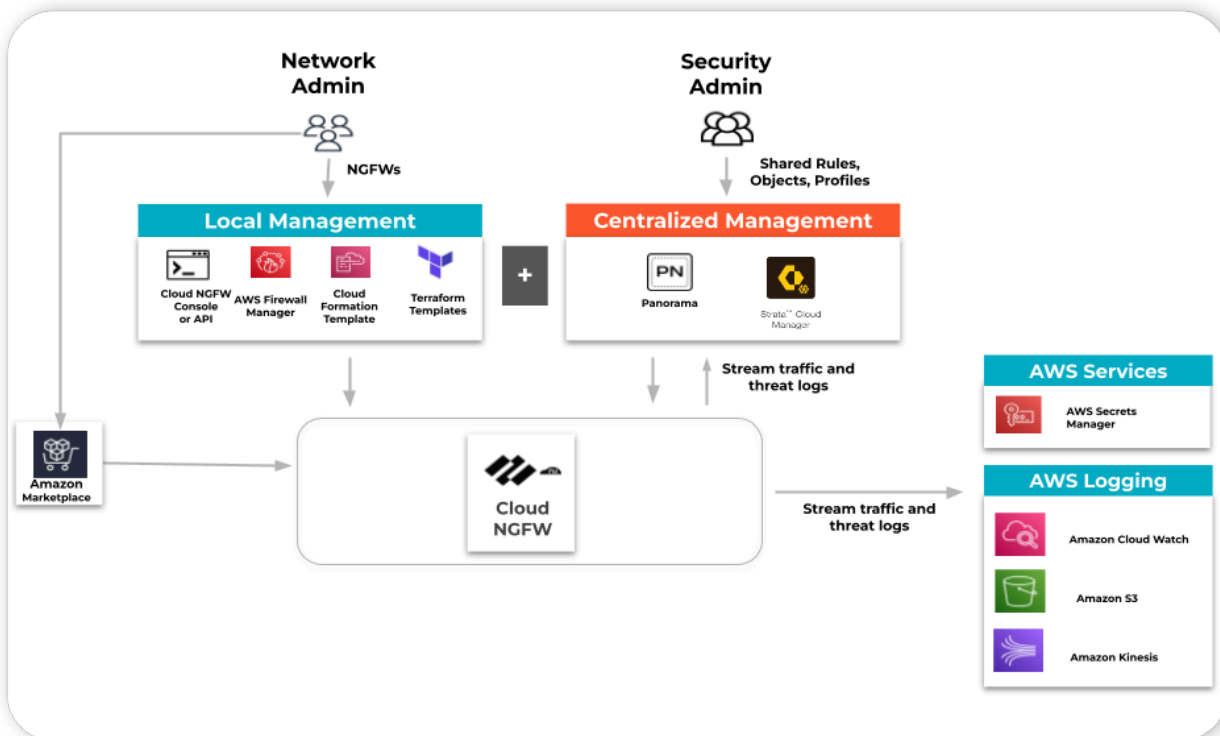 Network
Admin
Security
Admin
NGFWs
Shared Rules,
Objects, Profiles
Local Management
Centralized Management
>_
Cloud NGFW
Console
or API
AWS Firewall
Manager
Cloud
Formation
Template
Terraform
Templates
+
PN
Panorama
Strata™ Cloud
Manager
Stream traffic and
threat logs
AWS Services
AWS Secrets
Manager
Amazon
Marketplace
Cloud
NGFW
Stream traffic and
threat logs
AWS Logging
Amazon Cloud Watch
Amazon S3
Amazon Kinesis